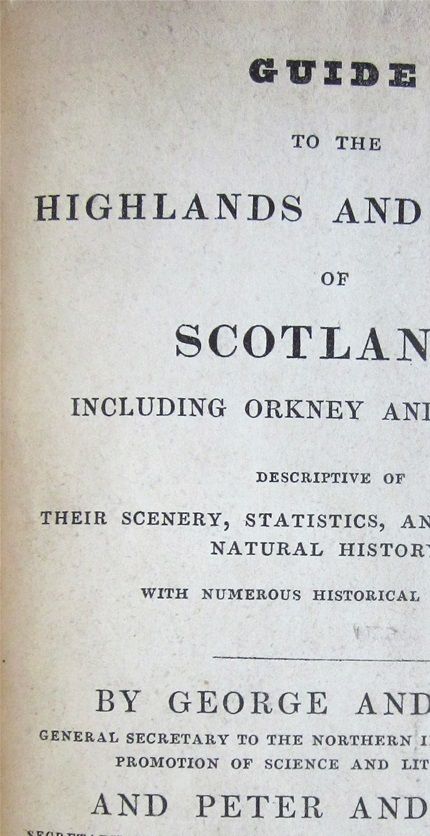 GUIDE
TO THE
HIGHLANDS AND
OF
SCOTLAN
INCLUDING ORKNEY AN
DESCRIPTIVE OF
THEIR SCENERY, STATISTICS, AN
NATURAL HISTORY
WITH NUMEROUS HISTORICAL
BY GEORGE AND
GENERAL SECRETARY TO THE NORTHERN I
PROMOTION OF SCIENCE AND LIT
AND PETER AND